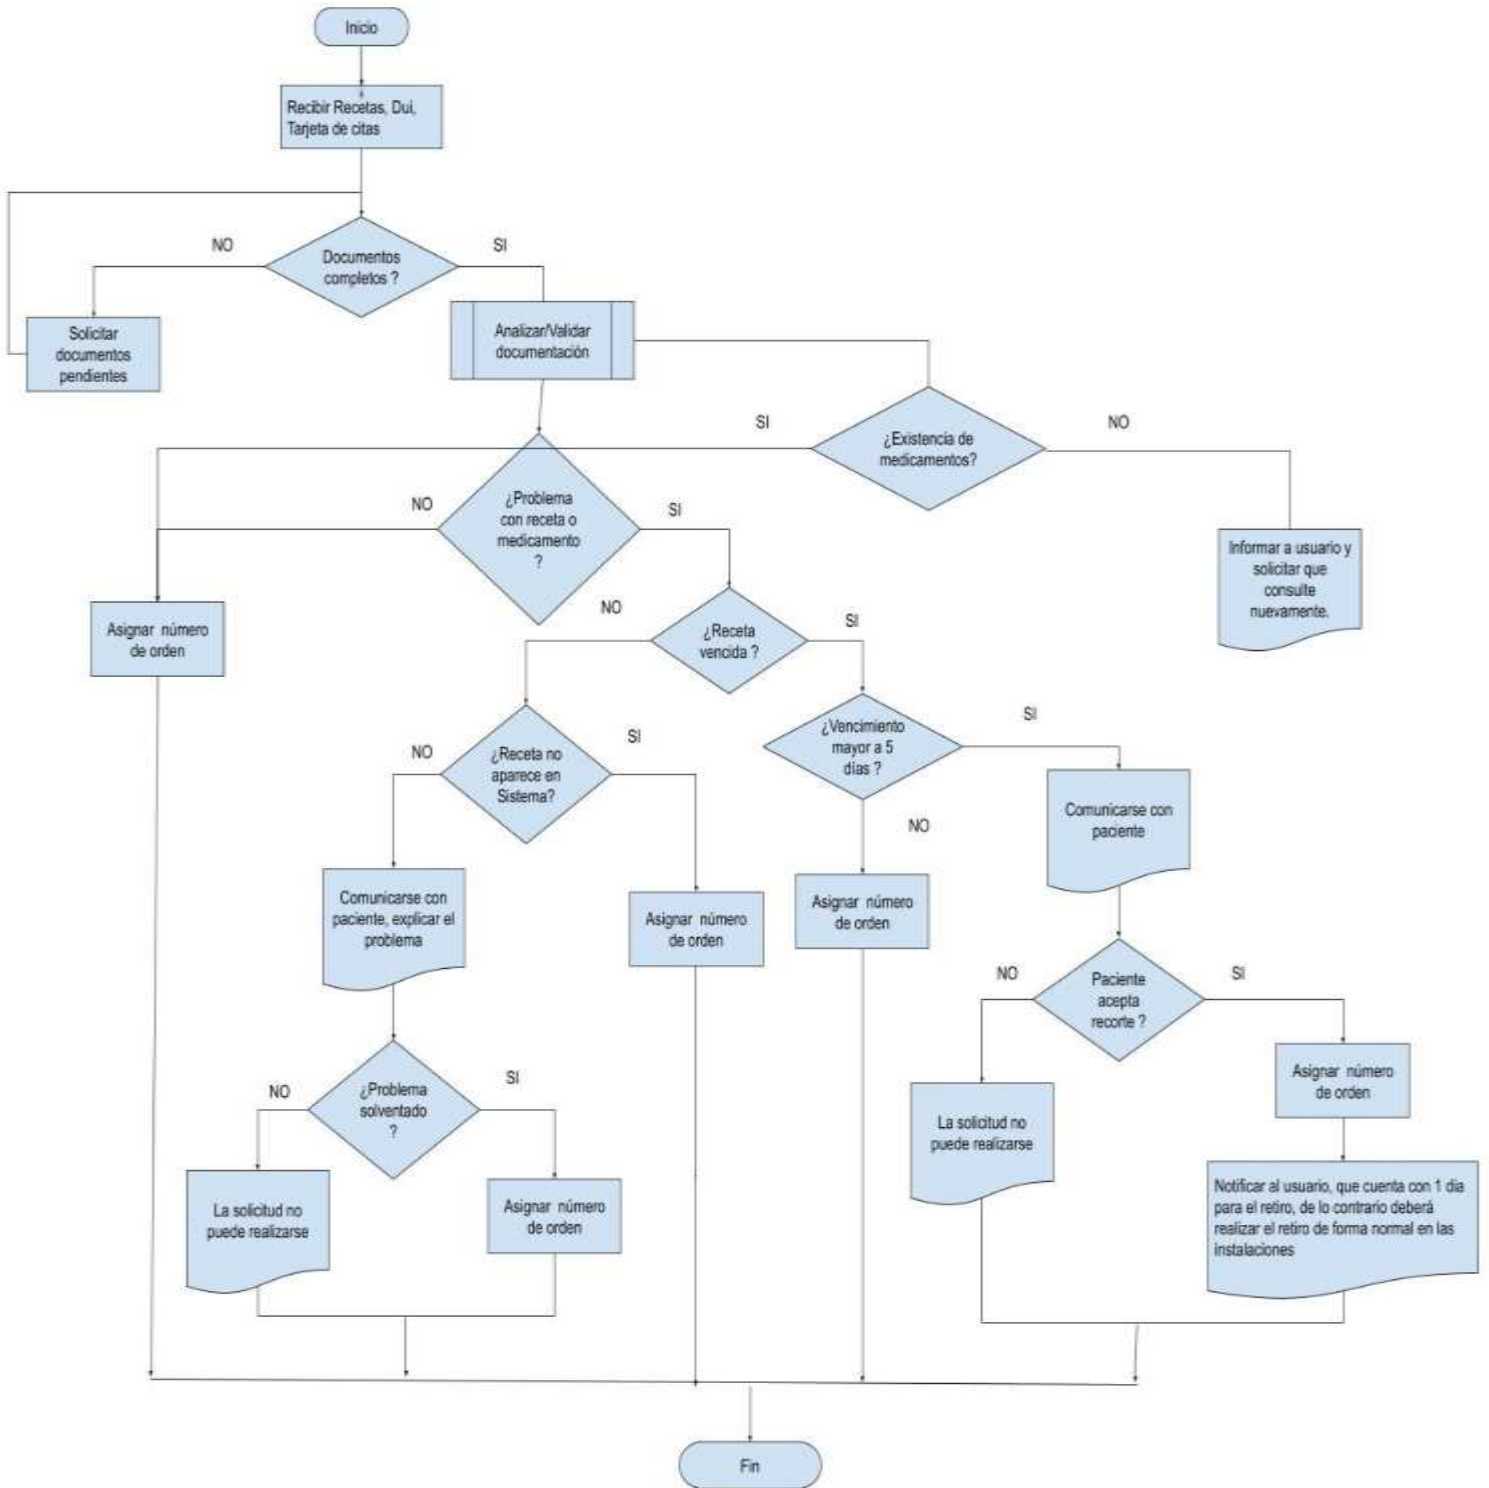 Inicio
Recibir Recetas, Dui,
Tarjeta de citas
NO
SI
Documentos
completos ?
Solicitar
documentos
pendientes
Analizar/Validar
documentación
SI
NO
¿Existencia de
medicamentos?
NO
SI
¿Problema
con receta o
medicamento
?
Informar a usuario y
solicitar que
consulte
nuevamente.
Asignar número
de orden
NO
SI
¿Receta
vencida ?
NO
SI
¿Receta no
aparece en
Sistema?
¿Vencimiento
mayor a 5
días ?
SI
NO
Comunicarse con
paciente
Comunicarse con
paciente, explicar el
problema
Asignar número
de orden
Asignar número
de orden
NO
SI
Paciente
acepta
recorte ?
NO
SI
¿Problema
solventado
?
Asignar número
de orden
La solicitud no
puede realizarse
La solicitud no
puede realizarse
Asignar número
de orden
Notificar al usuario, que cuenta con 1 dia
para el retiro, de lo contrario deberá
realizar el retiro de forma normal en las
instalaciones
Fin